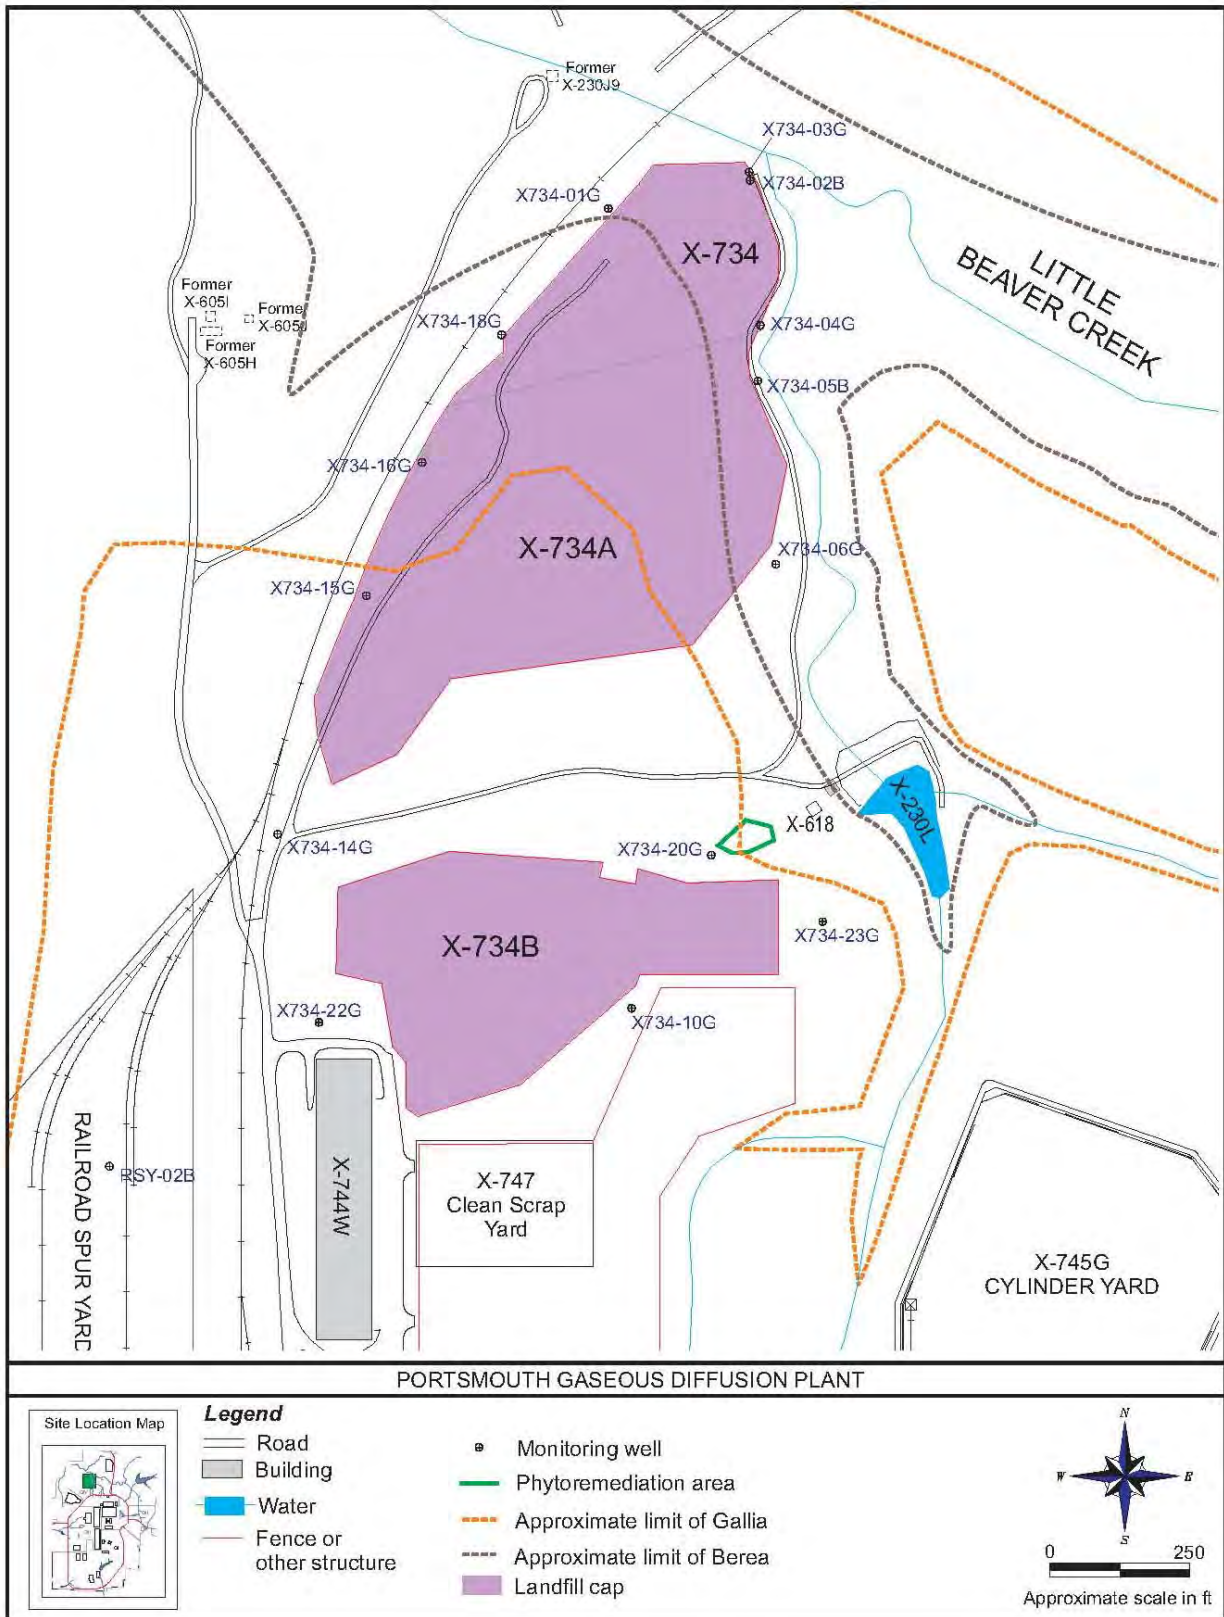 Former
X-230J9
X734-03G
X734-02B
X734-01G
X-734
LITTLE
BEAVER CREEK
Former
X-605I
Former
X-605J
Former
X-605H
X734-18G
X734-04G
X734-05B
X734-16G
X-734A
X734-06G
X734-15G
X-230L
X-618
X734-14G
X734-20G
X734-23G
X-734B
X734-22G
X734-10G
RAILROAD SPUR YARD
RSY-02B
X-744W
X-747
Clean Scrap
Yard
X-745G
CYLINDER YARD
PORTSMOUTH GASEOUS DIFFUSION PLANT
Site Location Map
Legend
Road
Building
Water
Fence or
other structure
Monitoring well
Phytoremediation area
Approximate limit of Gallia
Approximate limit of Berea
Landfill cap
N
W
E
S
0 250
Approximate scale in ft